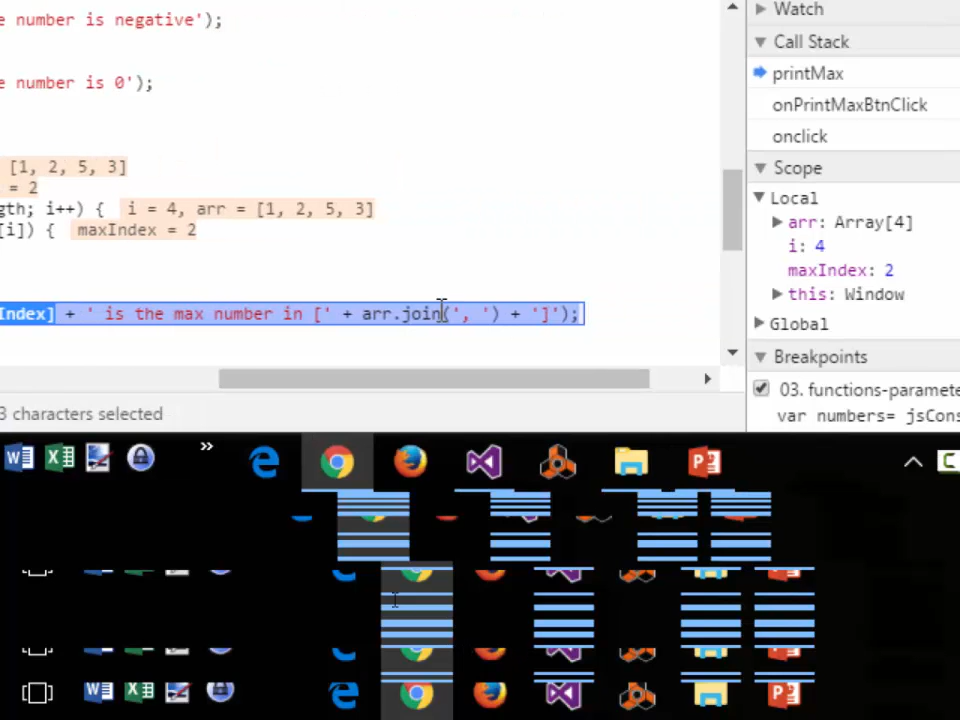 e number is negative');
e number is 0');
[1, 2, 5, 3]
= 2
gth; i++) { i = 4, arr = [1, 2, 5, 3]
[i]) { maxIndex = 2
Index] + ' is the max number in [' + arr.join(', ') + ']');
3 characters selected
Watch
Call Stack
printMax
onPrintMaxBtnClick
onclick
Scope
Local
arr: Array[4]
i: 4
maxIndex: 2
this: Window
Global
Breakpoints
03. functions-paramete
var numbers= jsCons